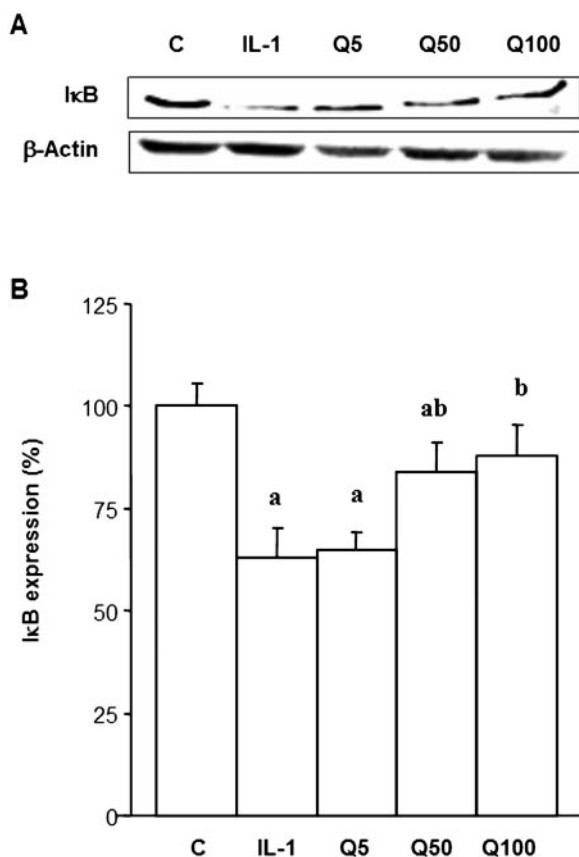 A
C IL-1 Q5 Q50 Q100
IκB
β-Actin
B
125
100
75
50
25
0
IκB expression (%)
a
a
ab
b
C IL-1 Q5 Q50 Q100